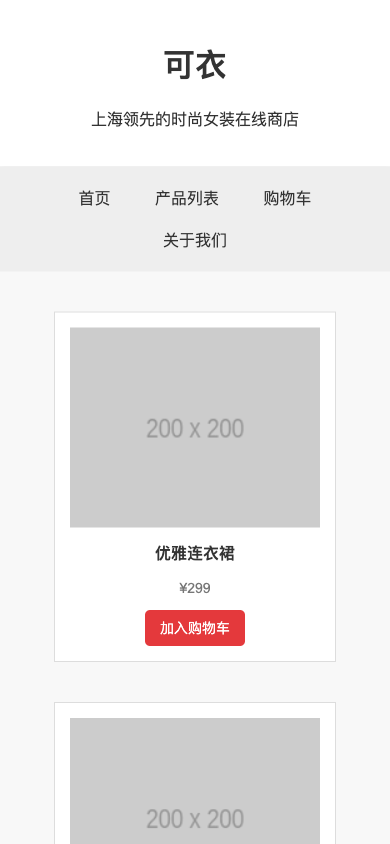 可衣
上海领先的时尚女装在线商店
首页 产品列表 购物车
关于我们
200 x 200
优雅连衣裙
¥299
加入购物车
200 x 200